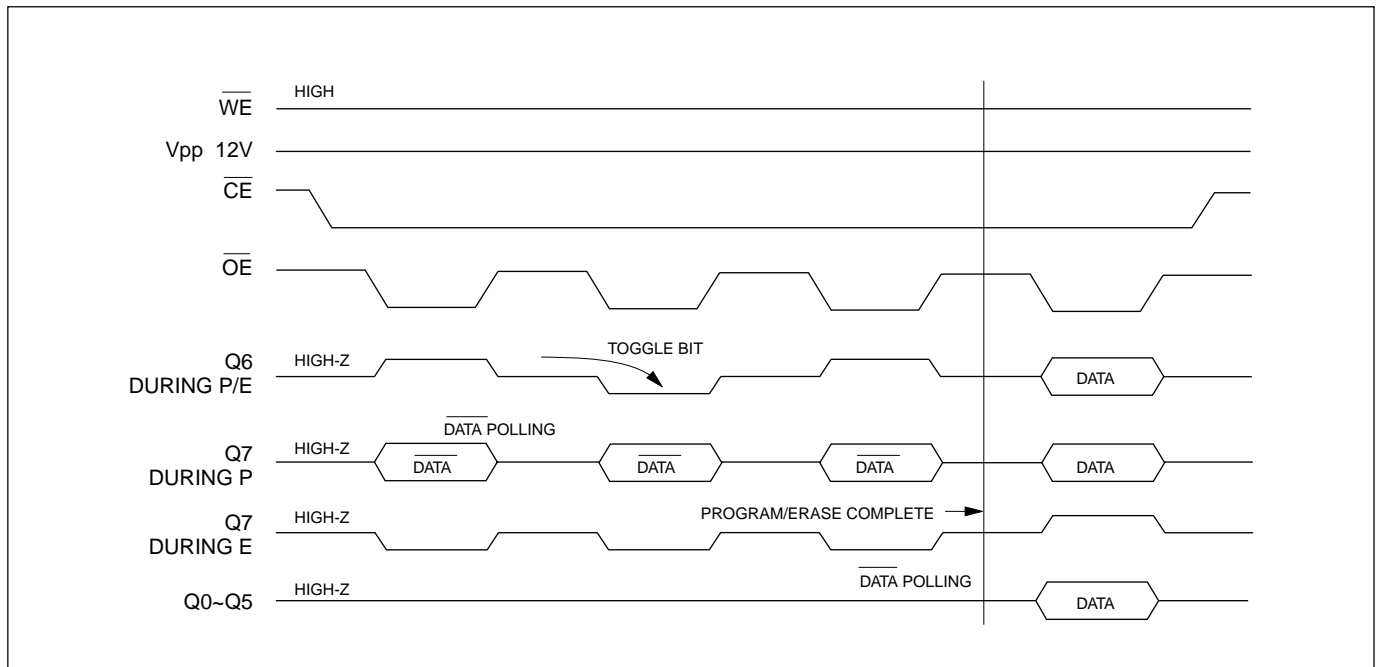 HIGH
WE
Vpp 12V
CE
OE
TOGGLE BIT
Q6
DURING P/E
HIGH-Z
DATA
DATA POLLING
Q7
DURING P
HIGH-Z
DATA
DATA
DATA
DATA
PROGRAM/ERASE COMPLETE
Q7
DURING E
HIGH-Z
DATA POLLING
Q0~Q5
HIGH-Z
DATA